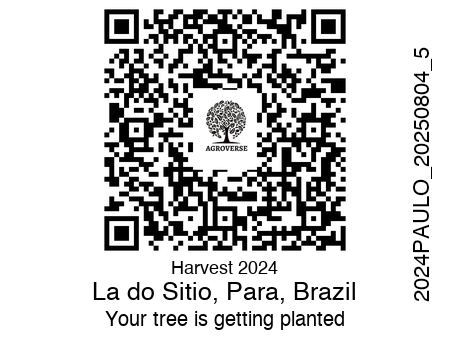 AGROVERSE
Harvest 2024
La do Sitio, Para, Brazil
Your tree is getting planted
2024PAULO_20250804_5